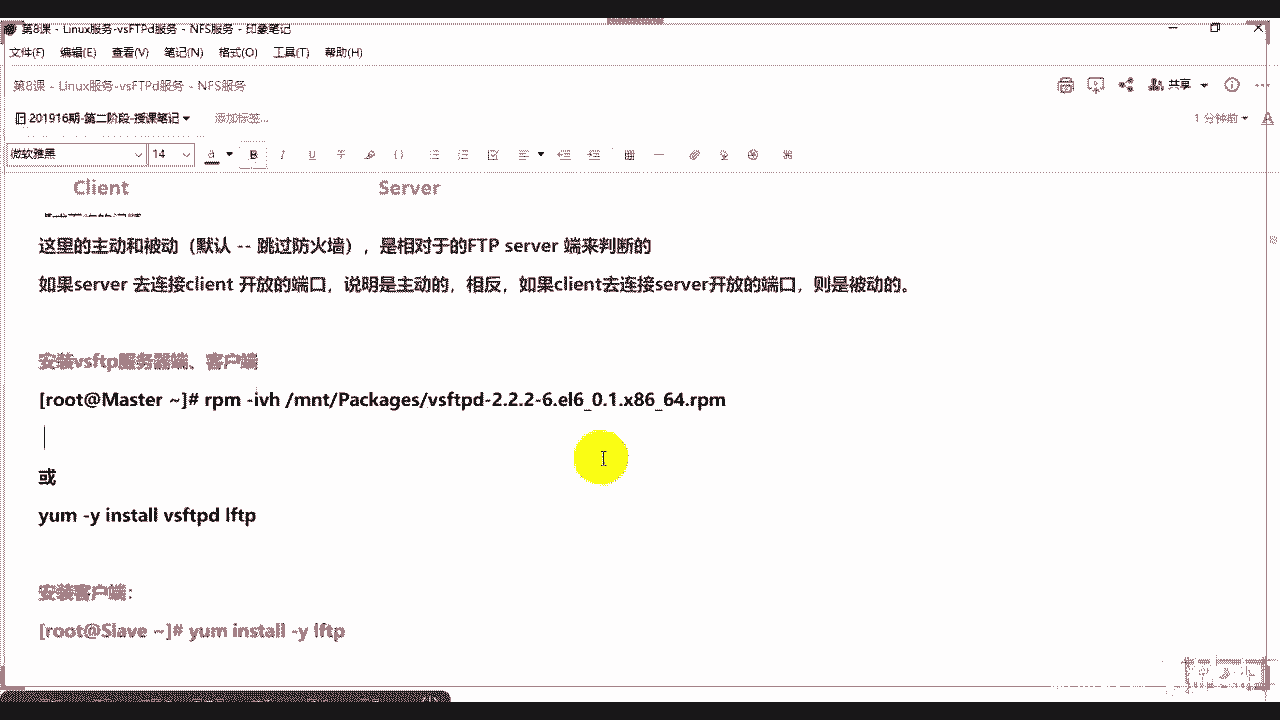 第8课 - Linux服务-vsFTPd服务 - NFS服务 - 印象笔记
文件(F) 编辑(E) 查看(V) 笔记(N) 格式(O) 工具(T) 帮助(H)
第8课 - Linux服务-vsFTPd服务 - NFS服务
共享
201916期-第二阶段-授课笔记
添加标签...
1 分钟前
微软雅黑 14
Client Server
这里的主动和被动（默认 -- 跳过防火墙），是相对于的FTP server 端来判断的
如果server 去连接client 开放的端口，说明是主动的，相反，如果client去连接server开放的端口，则是被动的。
安装vsftp服务器端、客户端
[root@Master ~]# rpm -ivh /mnt/Packages/vsftpd-2.2.2-6.el6_0.1.x86_64.rpm
或
yum -y install vsftpd lftp
安装客户端：
[root@Slave ~]# yum install -y lftp